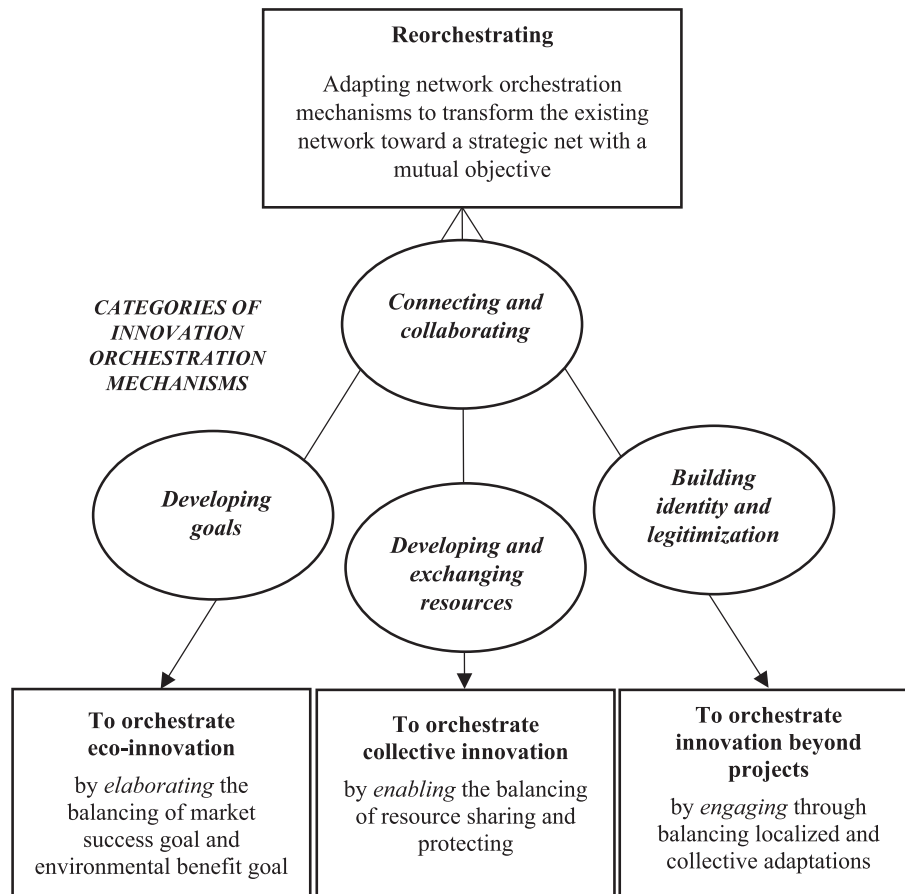 Reorchestrating
Adapting network orchestration
mechanisms to transform the existing
network toward a strategic net with a
mutual objective
CATEGORIES OF
INNOVATION
ORCHESTRATION
MECHANISMS
Connecting and
collaborating
Developing
goals
Developing and
exchanging
resources
Building
identity and
legitimization
To orchestrate
eco-innovation
by elaborating the
balancing of market
success goal and
environmental benefit goal
To orchestrate
collective innovation
by enabling the balancing
of resource sharing and
protecting
To orchestrate
innovation beyond
projects
by engaging through
balancing localized and
collective adaptations